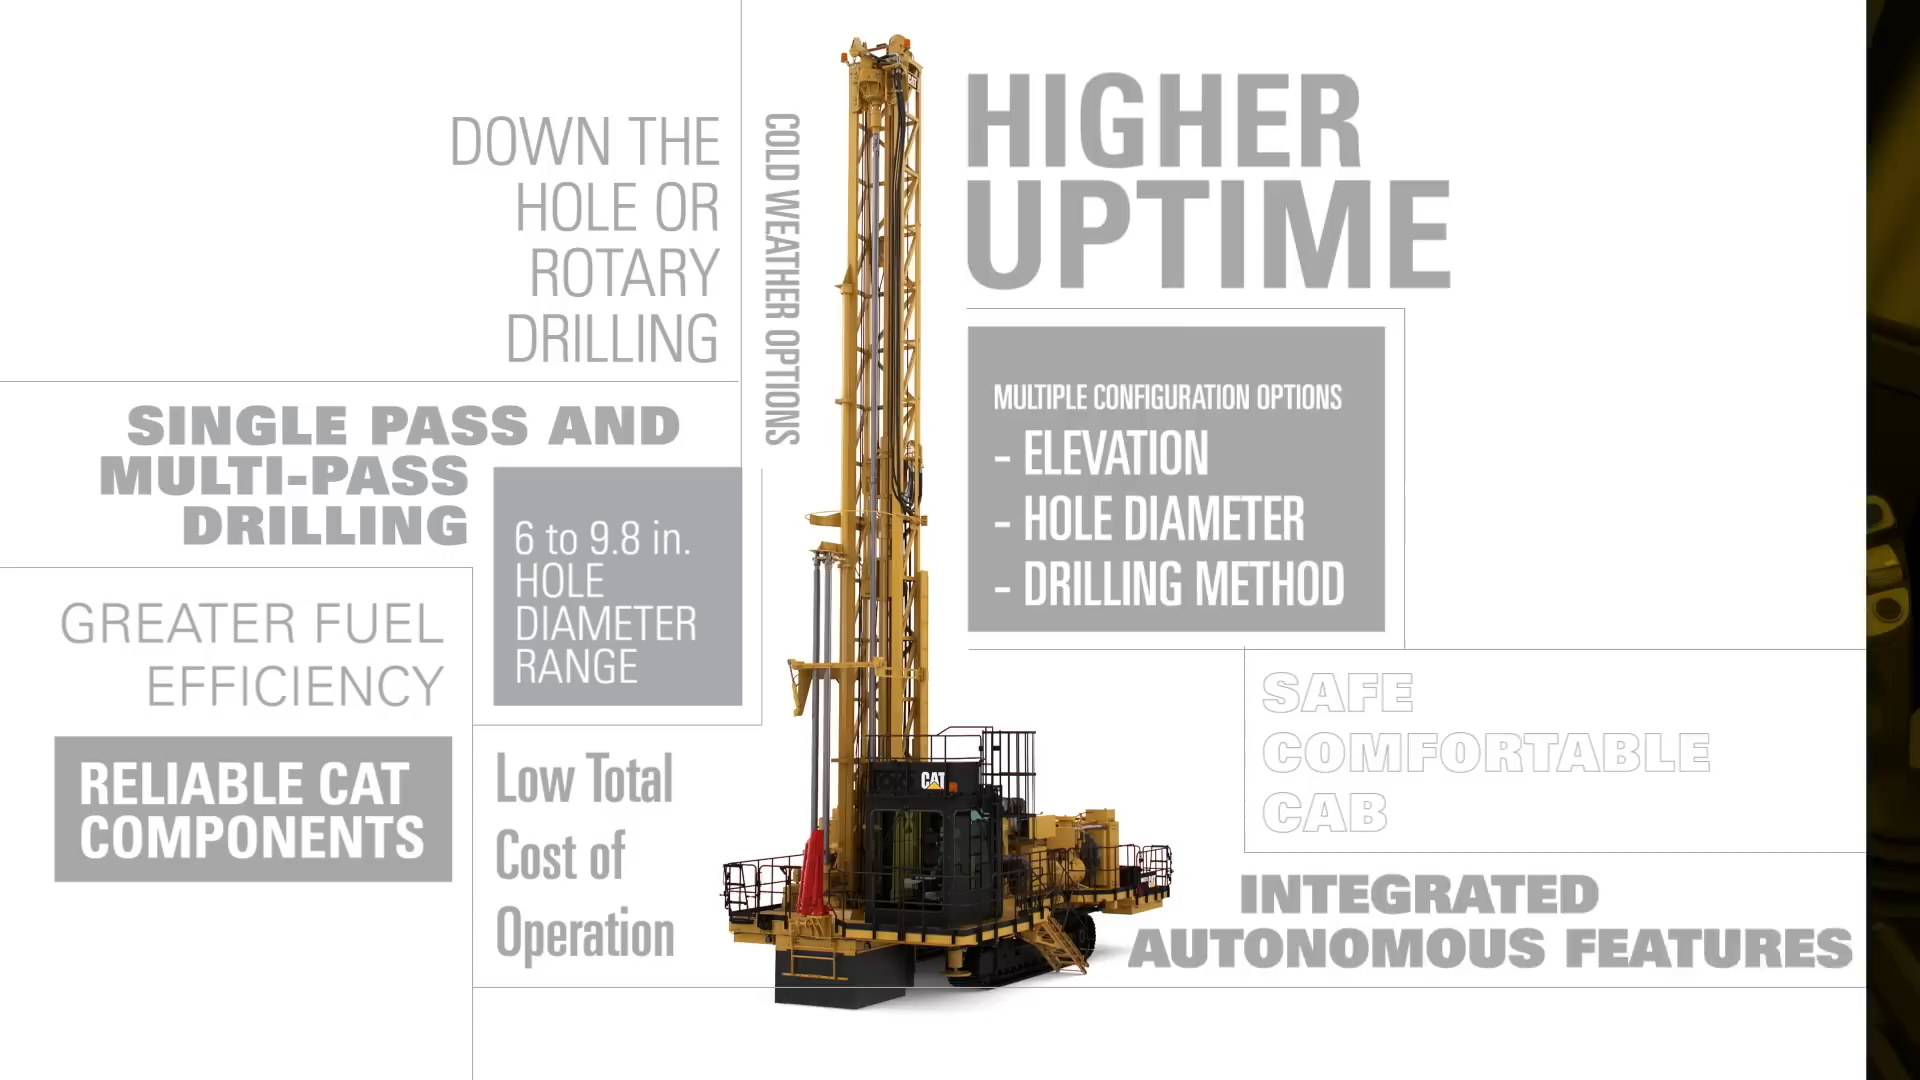 DOWN THE
HOLE OR
ROTARY
DRILLING
COLD WEATHER OPTIONS
CAT
HIGHER
UPTIME
MULTIPLE CONFIGURATION OPTIONS
- ELEVATION
- HOLE DIAMETER
- DRILLING METHOD
SINGLE PASS AND
MULTI-PASS
DRILLING
6 to 9.8 in.
HOLE
DIAMETER
RANGE
GREATER FUEL
EFFICIENCY
RELIABLE CAT
COMPONENTS
Low Total
Cost of
Operation
CAT
SAFE
COMFORTABLE
CAB
INTEGRATED
AUTONOMOUS FEATURES